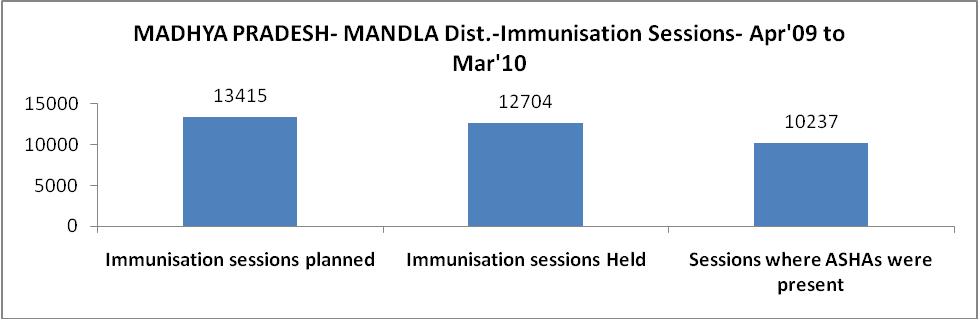 MADHYA PRADESH- MANDLA Dist.-Immunisation Sessions- Apr'09 to
Mar'10
13415
12704
10237
15000
10000
5000
0
Immunisation sessions planned
Immunisation sessions Held
Sessions where ASHAs were
present